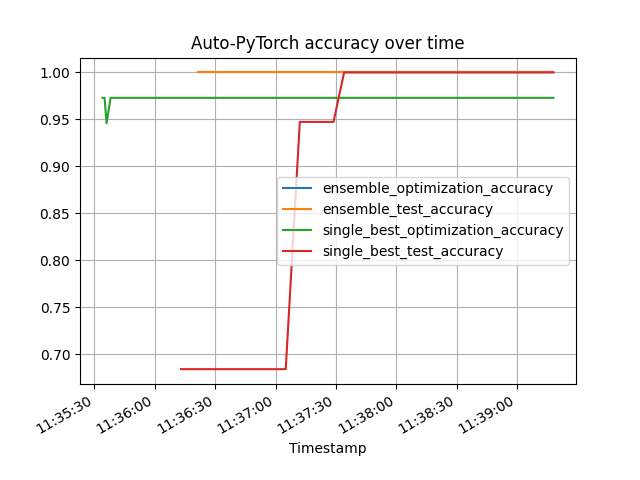 Auto-PyTorch accuracy over time
1.00
0.95
0.90
0.85
0.80
0.75
0.70
ensemble_optimization_accuracy
ensemble_test_accuracy
single_best_optimization_accuracy
single_best_test_accuracy
11:35:30
11:36:00
11:36:30
11:37:00
11:37:30
11:38:00
11:38:30
11:39:00
Timestamp